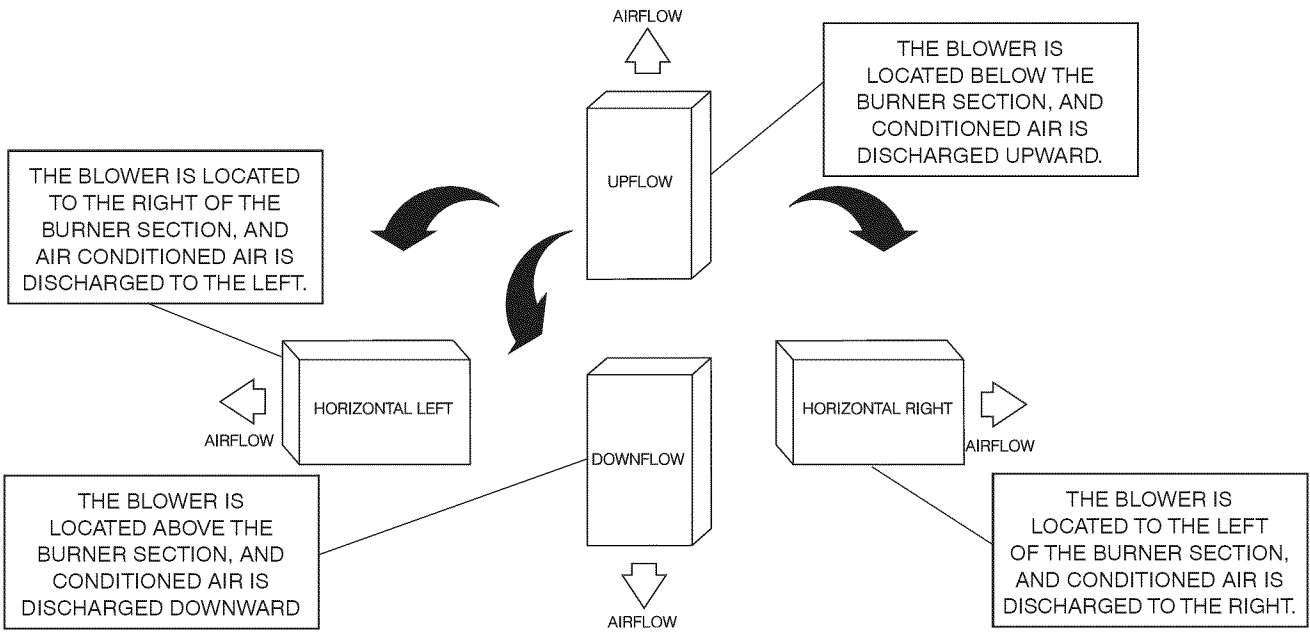 AIRFLOW
THE BLOWER IS
LOCATED BELOW THE
BURNER SECTION, AND
CONDITIONED AIR IS
DISCHARGED UPWARD.
UPFLOW
THE BLOWER IS LOCATED
TO THE RIGHT OF THE
BURNER SECTION, AND
AIR CONDITIONED AIR IS
DISCHARGED TO THE LEFT.
HORIZONTAL LEFT
AIRFLOW
HORIZONTAL RIGHT
AIRFLOW
DOWNFLOW
THE BLOWER IS
LOCATED ABOVE THE
BURNER SECTION, AND
CONDITIONED AIR IS
DISCHARGED DOWNWARD
THE BLOWER IS
LOCATED TO THE LEFT
OF THE BURNER SECTION,
AND CONDITIONED AIR IS
DISCHARGED TO THE RIGHT.
AIRFLOW